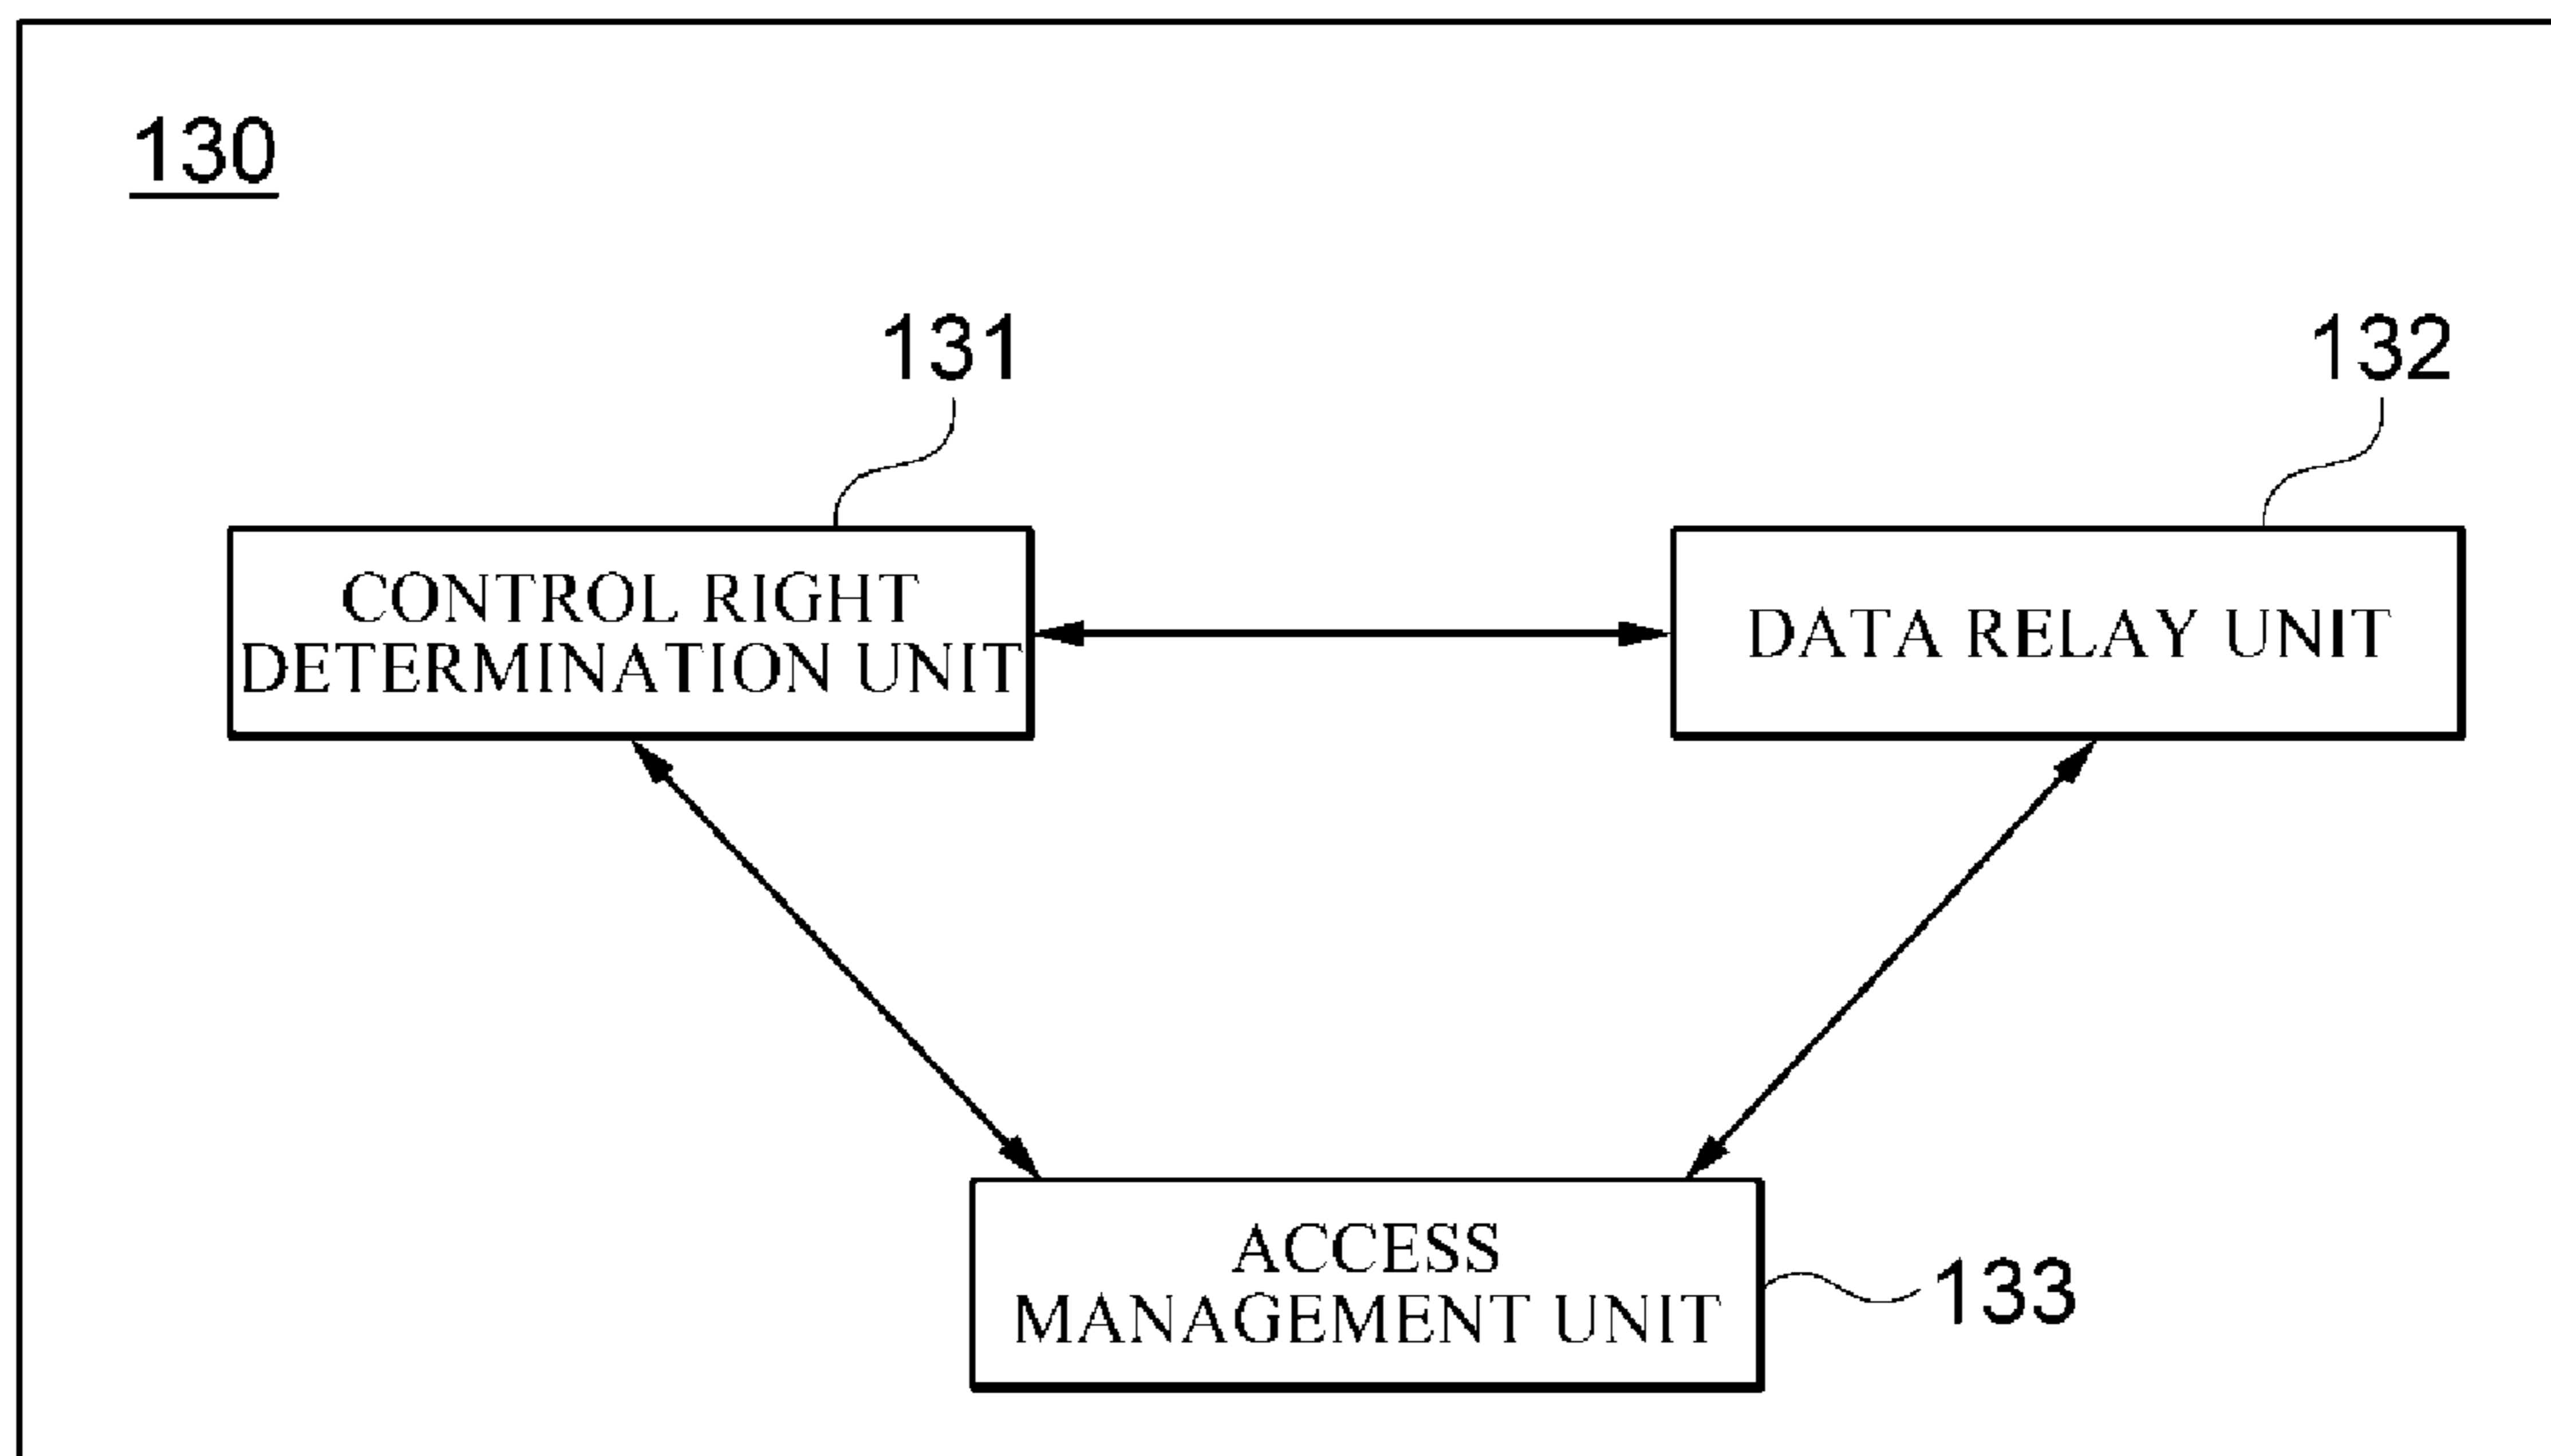 130
131
132
CONTROL RIGHT
DETERMINATION UNIT
DATA RELAY UNIT
ACCESS
MANAGEMENT UNIT
133